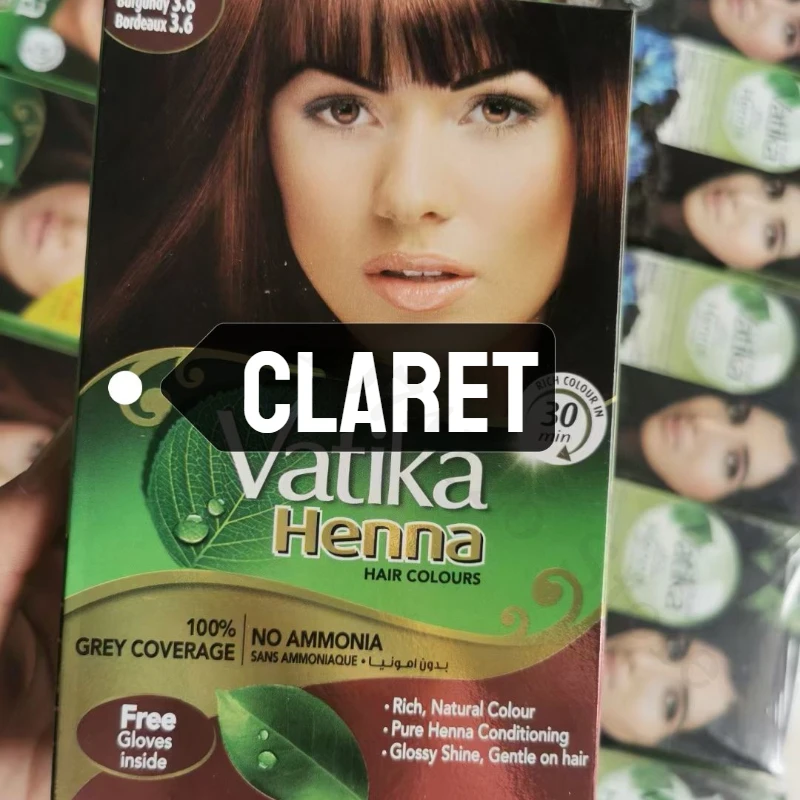 Burgundy 3.6
Bordeaux 3.6
CLARET
RICH COLOUR IN
30
min
Vatika
Henna
HAIR COLOURS
100%
GREY COVERAGE
NO AMMONIA
SANS AMMONIAQUE • بدون امونيا
Free
Gloves
inside
• Rich, Natural Colour
• Pure Henna Conditioning
• Glossy Shine, Gentle on hair